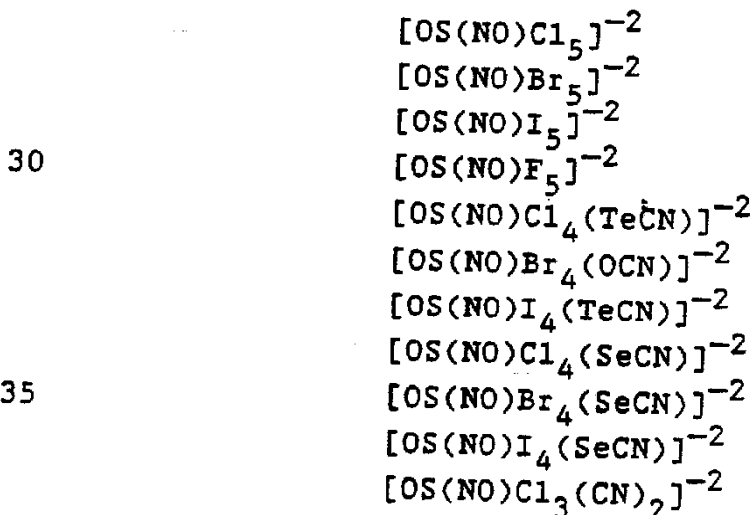 [OS(NO)Cl₅]⁻²
[OS(NO)Br₅]⁻²
[OS(NO)I₅]⁻²
30 [OS(NO)F₅]⁻²
[OS(NO)Cl₄(TeCN)]⁻²
[OS(NO)Br₄(OCN)]⁻²
[OS(NO)I₄(TeCN)]⁻²
[OS(NO)Cl₄(SeCN)]⁻²
35 [OS(NO)Br₄(SeCN)]⁻²
[OS(NO)I₄(SeCN)]⁻²
[OS(NO)Cl₃(CN)₂]⁻²